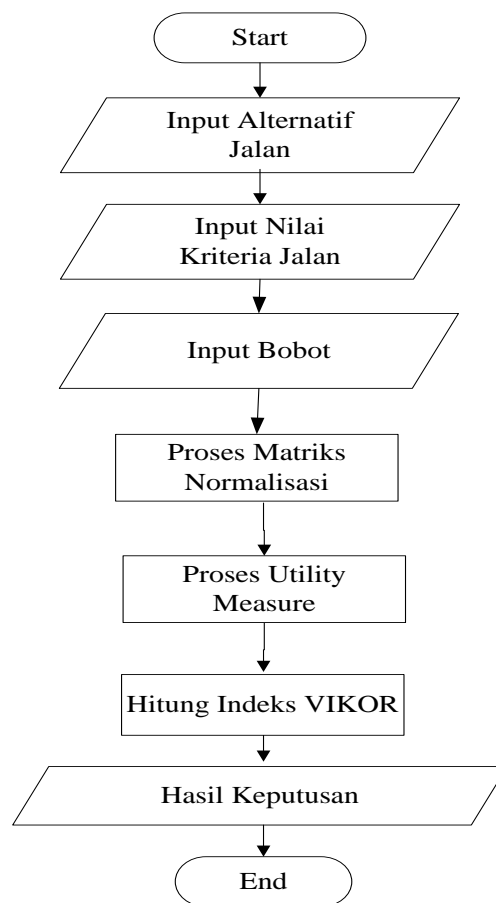 Start
Input Alternatif
Jalan
Input Nilai
Kriteria Jalan
Input Bobot
Proses Matriks
Normalisasi
Proses Utility
Measure
Hitung Indeks VIKOR
Hasil Keputusan
End